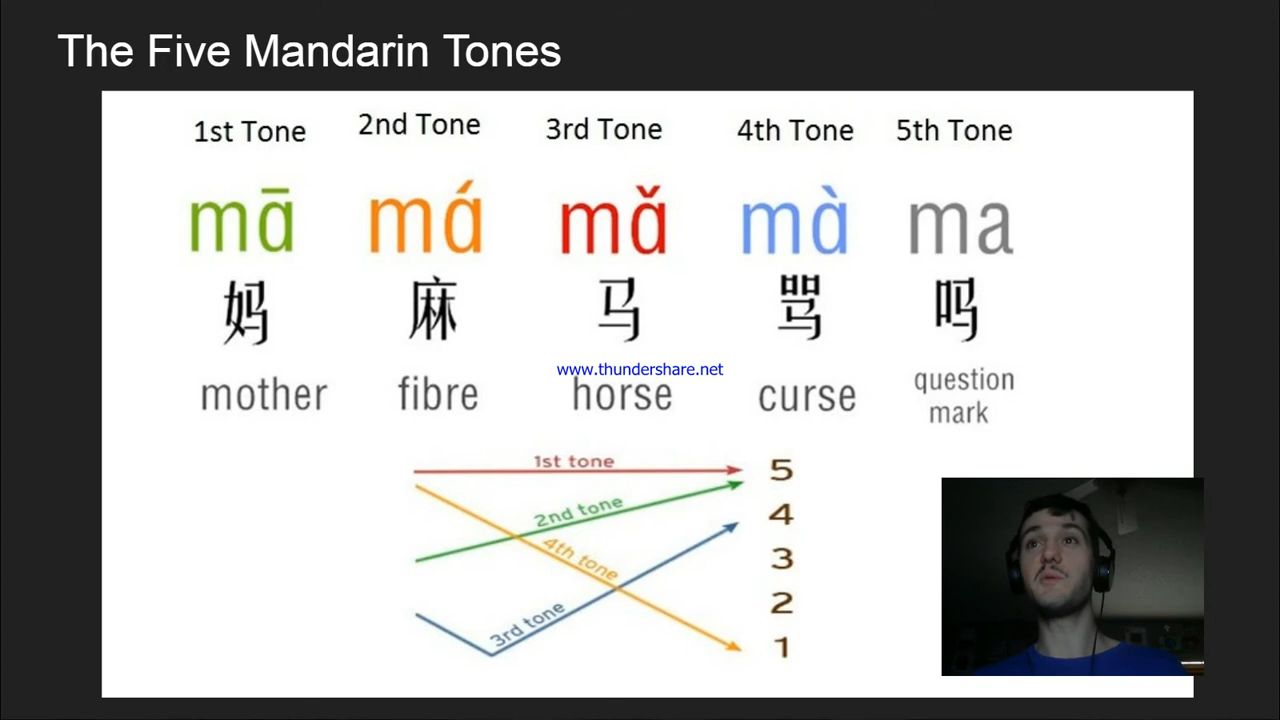 The Five Mandarin Tones
1st Tone 2nd Tone 3rd Tone 4th Tone 5th Tone
mā má mǎ mà ma
妈 麻 马 骂 吗
www.thundershare.net
mother fibre horse curse question mark
1st tone
2nd tone
4th tone
3rd tone
5
4
3
2
1